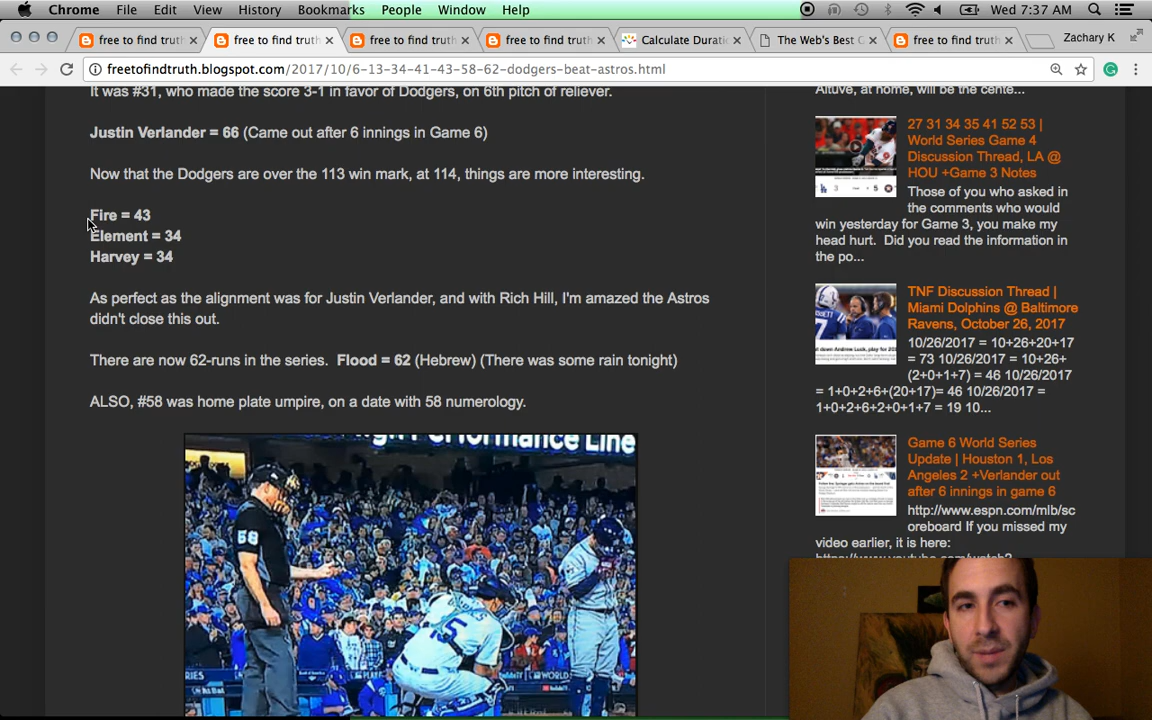 Chrome File Edit View History Bookmarks People Window Help Wed 7:37 AM
free to find truth free to find truth free to find truth free to find truth Calculate Durati The Web's Best free to find truth Zachary K
freetofindtruth.blogspot.com/2017/10/6-13-34-41-43-58-62-dodgers-beat-astros.html
It was #31, who made the score 3-1 in favor of Dodgers, on 6th pitch of reliever.
Justin Verlander = 66 (Came out after 6 innings in Game 6)
Now that the Dodgers are over the 113 win mark, at 114, things are more interesting.
Fire = 43
Element = 34
Harvey = 34
As perfect as the alignment was for Justin Verlander, and with Rich Hill, I'm amazed the Astros
didn't close this out.
There are now 62-runs in the series. Flood = 62 (Hebrew) (There was some rain tonight)
ALSO, #58 was home plate umpire, on a date with 58 numerology.
High Performance Line
58
15
Altuve, at home, will be the cente...
27 31 34 35 41 52 53 |
World Series Game 4
Discussion Thread, LA @
HOU +Game 3 Notes
Those of you who asked in
the comments who would
win yesterday for Game 3, you make my
head hurt. Did you read the information in
the po...
TNF Discussion Thread |
Miami Dolphins @ Baltimore
Ravens, October 26, 2017
10/26/2017 = 10+26+20+17
= 73 10/26/2017 = 10+26+
(2+0+1+7) = 46 10/26/2017
= 1+0+2+6+(20+17)= 46 10/26/2017 =
1+0+2+6+2+0+1+7 = 19 10...
Game 6 World Series
Update | Houston 1, Los
Angeles 2 +Verlander out
after 6 innings in game 6
http://www.espn.com/mlb/sc
oreboard If you missed my
video earlier, it is here: